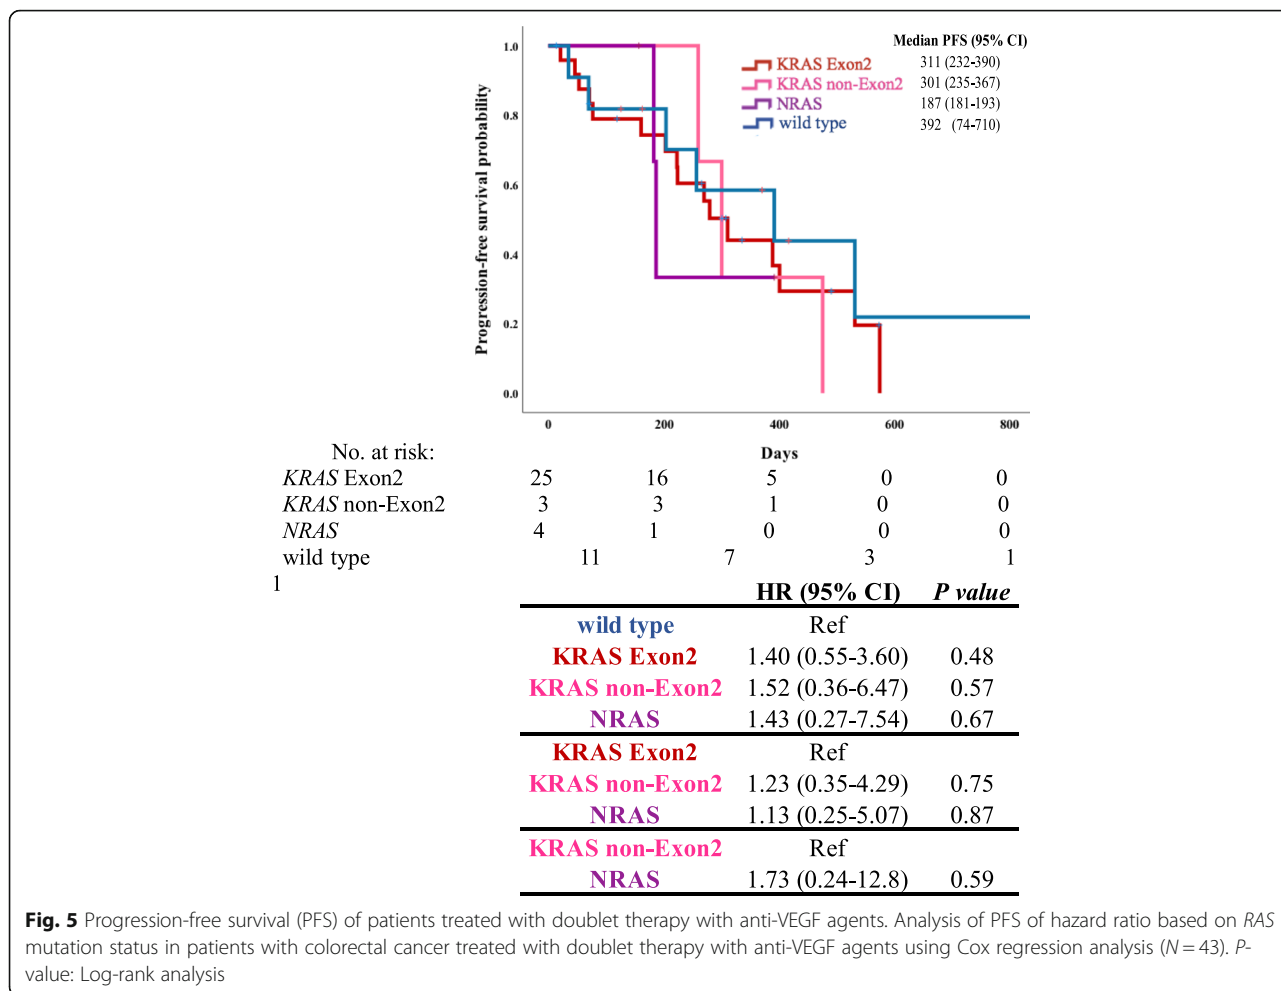 Median PFS (95% CI)
KRAS Exon2 311 (232-390)
KRAS non-Exon2 301 (235-367)
NRAS 187 (181-193)
wild type 392 (74-710)
Progression-free survival probability
1.0
0.8
0.6
0.4
0.2
0.0
0 200 400 600 800
Days
No. at risk:
KRAS Exon2 25 16 5 0 0
KRAS non-Exon2 3 3 1 0 0
NRAS 4 1 0 0 0
wild type 11 7 3 1
1
HR (95% CI) P value
wild type Ref
KRAS Exon2 1.40 (0.55-3.60) 0.48
KRAS non-Exon2 1.52 (0.36-6.47) 0.57
NRAS 1.43 (0.27-7.54) 0.67
KRAS Exon2 Ref
KRAS non-Exon2 1.23 (0.35-4.29) 0.75
NRAS 1.13 (0.25-5.07) 0.87
KRAS non-Exon2 Ref
NRAS 1.73 (0.24-12.8) 0.59
Fig. 5 Progression-free survival (PFS) of patients treated with doublet therapy with anti-VEGF agents. Analysis of PFS of hazard ratio based on RAS
mutation status in patients with colorectal cancer treated with doublet therapy with anti-VEGF agents using Cox regression analysis (N = 43). P-
value: Log-rank analysis